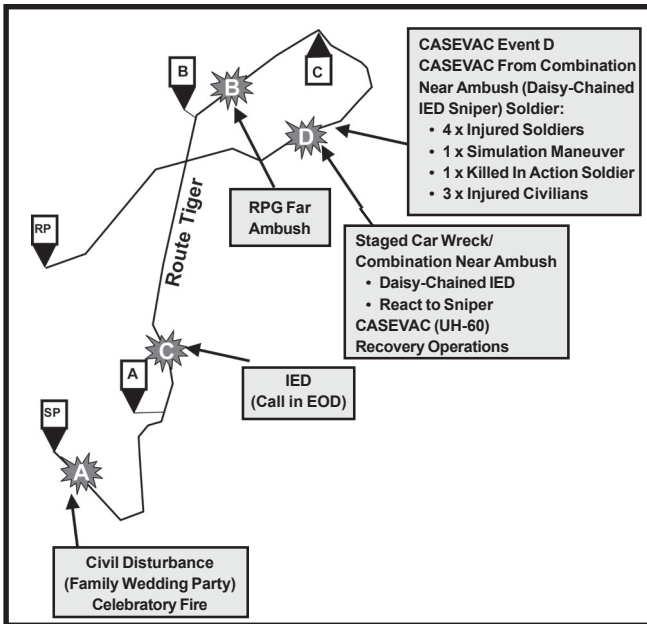 CASEVAC Event D
CASEVAC From Combination
Near Ambush (Daisy-Chained
IED Sniper) Soldier:
• 4 x Injured Soldiers
• 1 x Simulation Maneuver
• 1 x Killed In Action Soldier
• 3 x Injured Civilians
B
B
C
D
RPG Far
Ambush
RP
Route Tiger
Staged Car Wreck/
Combination Near Ambush
• Daisy-Chained IED
• React to Sniper
CASEVAC (UH-60)
Recovery Operations
C
A
IED
(Call in EOD)
SP
A
Civil Disturbance
(Family Wedding Party)
Celebratory Fire